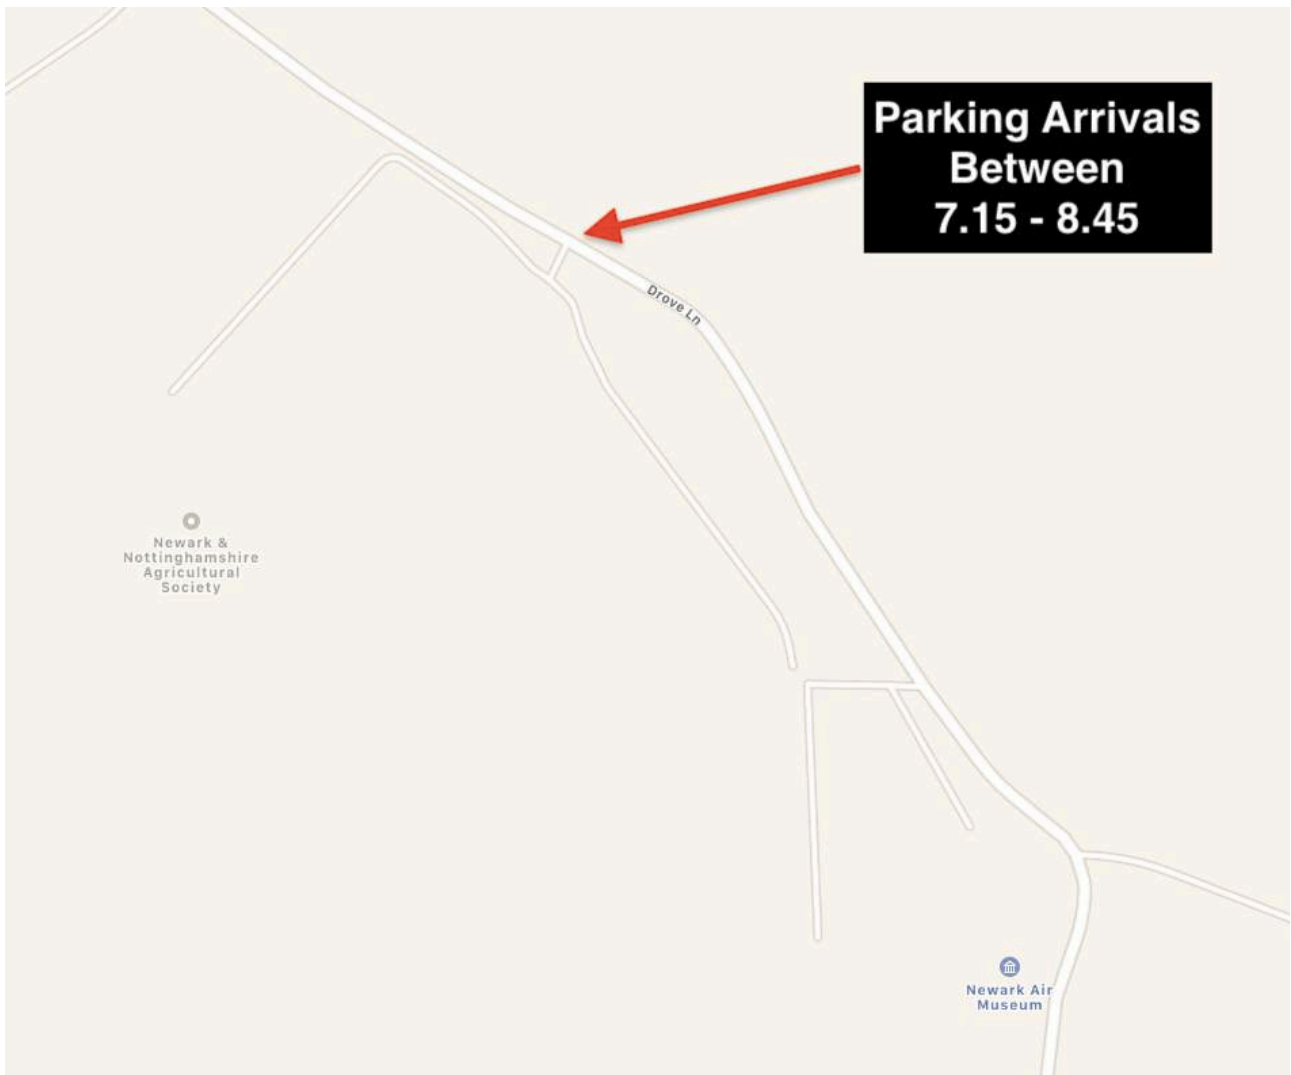 Parking Arrivals
Between
7.15 - 8.45
Drove Ln
Newark &
Nottinghamshire
Agricultural
Society
Newark Air
Museum